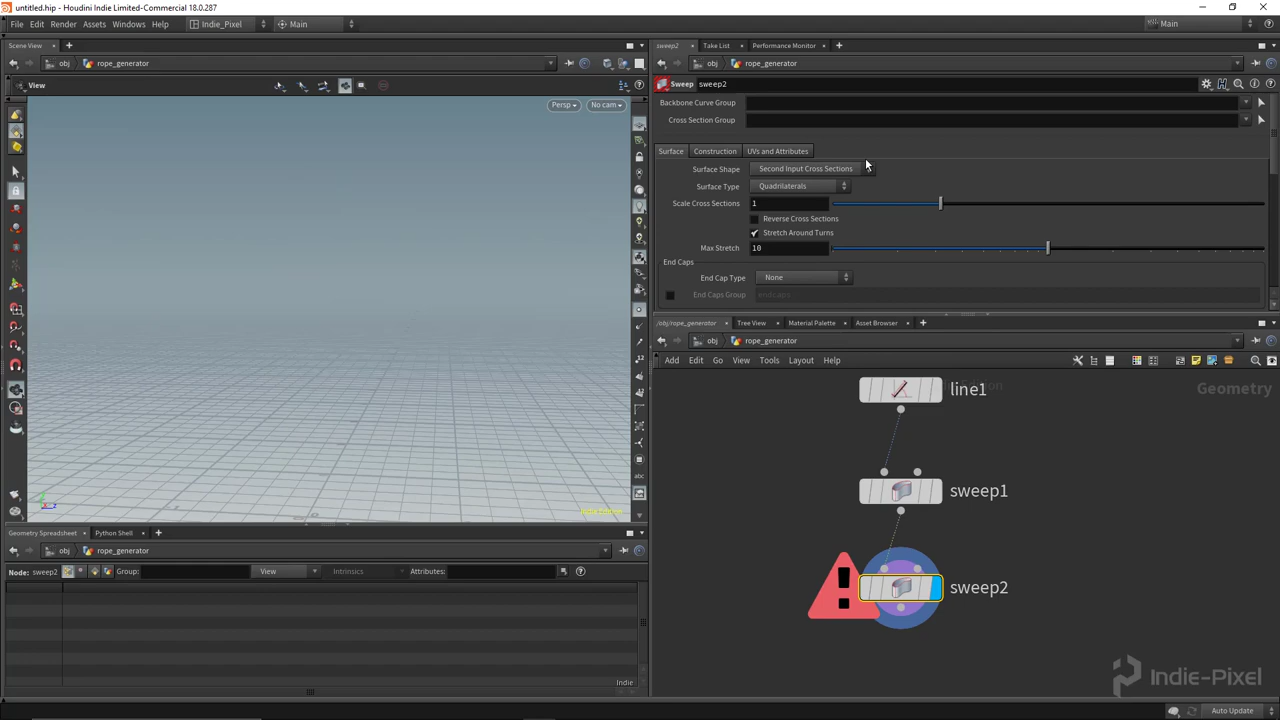 untitled.hip - Houdini Indie Limited-Commercial 18.0.287
File Edit Render Assets Windows Help Indie_Pixel Main Main
Scene View
obj rope_generator
View
Persp No cam
abc
Indie Edition
Geometry Spreadsheet Python Shell
obj rope_generator
Node: sweep2 Group: View Intrinsics Attributes:
Indie
sweep2 Take List Performance Monitor
obj rope_generator
Sweep sweep2
Backbone Curve Group
Cross Section Group
Surface Construction UVs and Attributes
Surface Shape Second Input Cross Sections
Surface Type Quadrilaterals
Scale Cross Sections 1
Reverse Cross Sections
Stretch Around Turns
Max Stretch 10
End Caps
End Cap Type None
End Caps Group endcaps
/obj/rope_generator Tree View Material Palette Asset Browser
obj rope_generator
Add Edit Go View Tools Layout Help
Indie Edition
Geometry
line1
sweep1
sweep2
Indie-Pixel
Auto Update